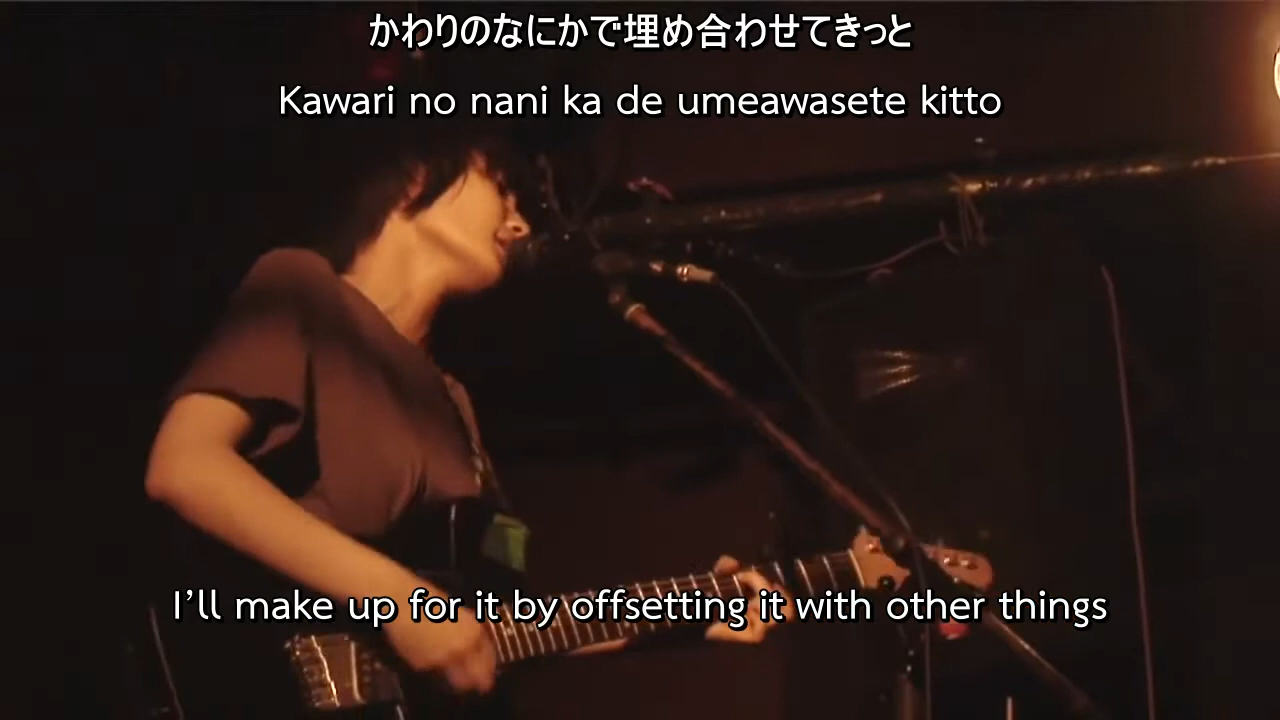 かわりのなにかで埋め合わせてきっと
Kawari no nani ka de umeawasete kitto
I’ll make up for it by offsetting it with other things